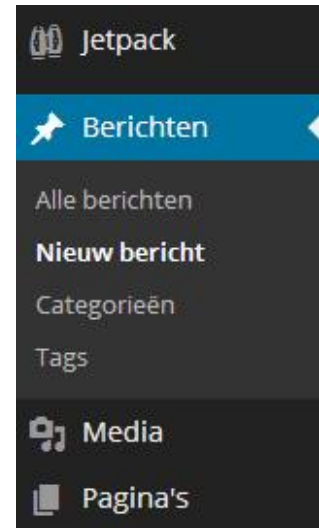 Jetpack
Berichten
Alle berichten
Nieuw bericht
Categorieën
Tags
Media
Pagina's